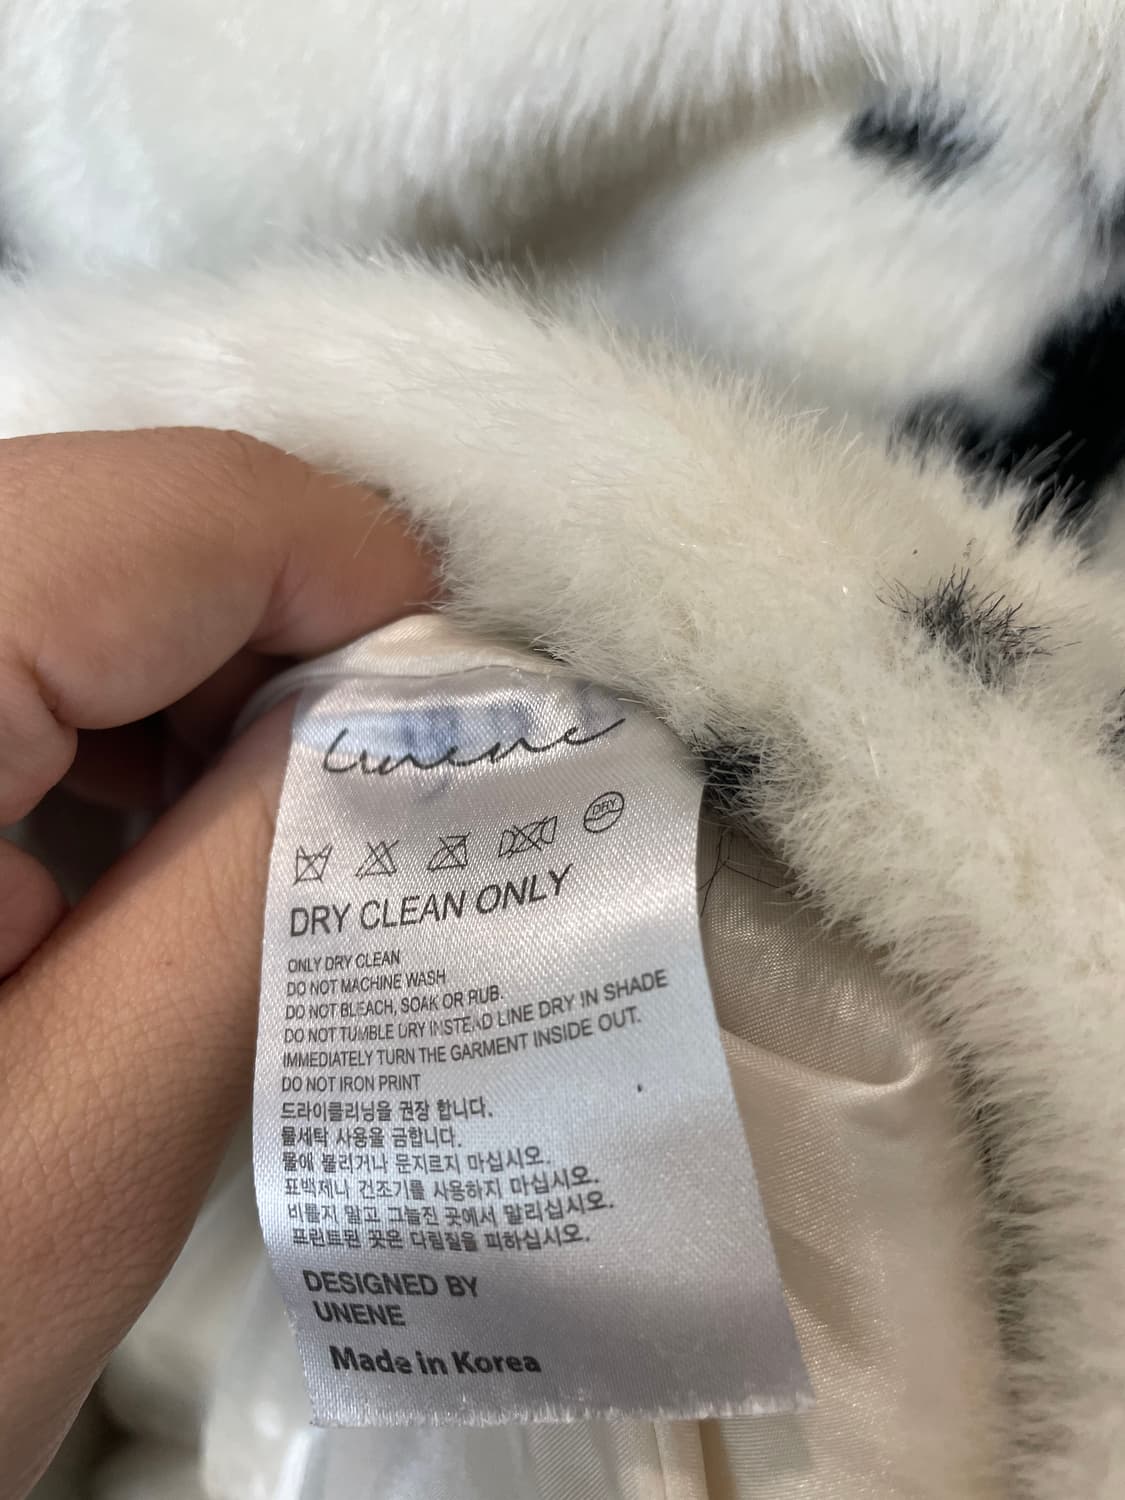 unene
DRY
DRY CLEAN ONLY
ONLY DRY CLEAN
DO NOT MACHINE WASH
DO NOT BLEACH, SOAK OR RUB.
DO NOT TUMBLE DRY INSTEAD LINE DRY IN SHADE
IMMEDIATELY TURN THE GARMENT INSIDE OUT.
DO NOT IRON PRINT
드라이클리닝을 권장 합니다.
물세탁 사용을 금합니다.
물에 불리거나 문지르지 마십시오.
표백제나 건조기를 사용하지 마십시오.
비틀지 말고 그늘진 곳에서 말리십시오.
프린트된 곳은 다림질을 피하십시오.
DESIGNED BY
UNENE
Made in Korea